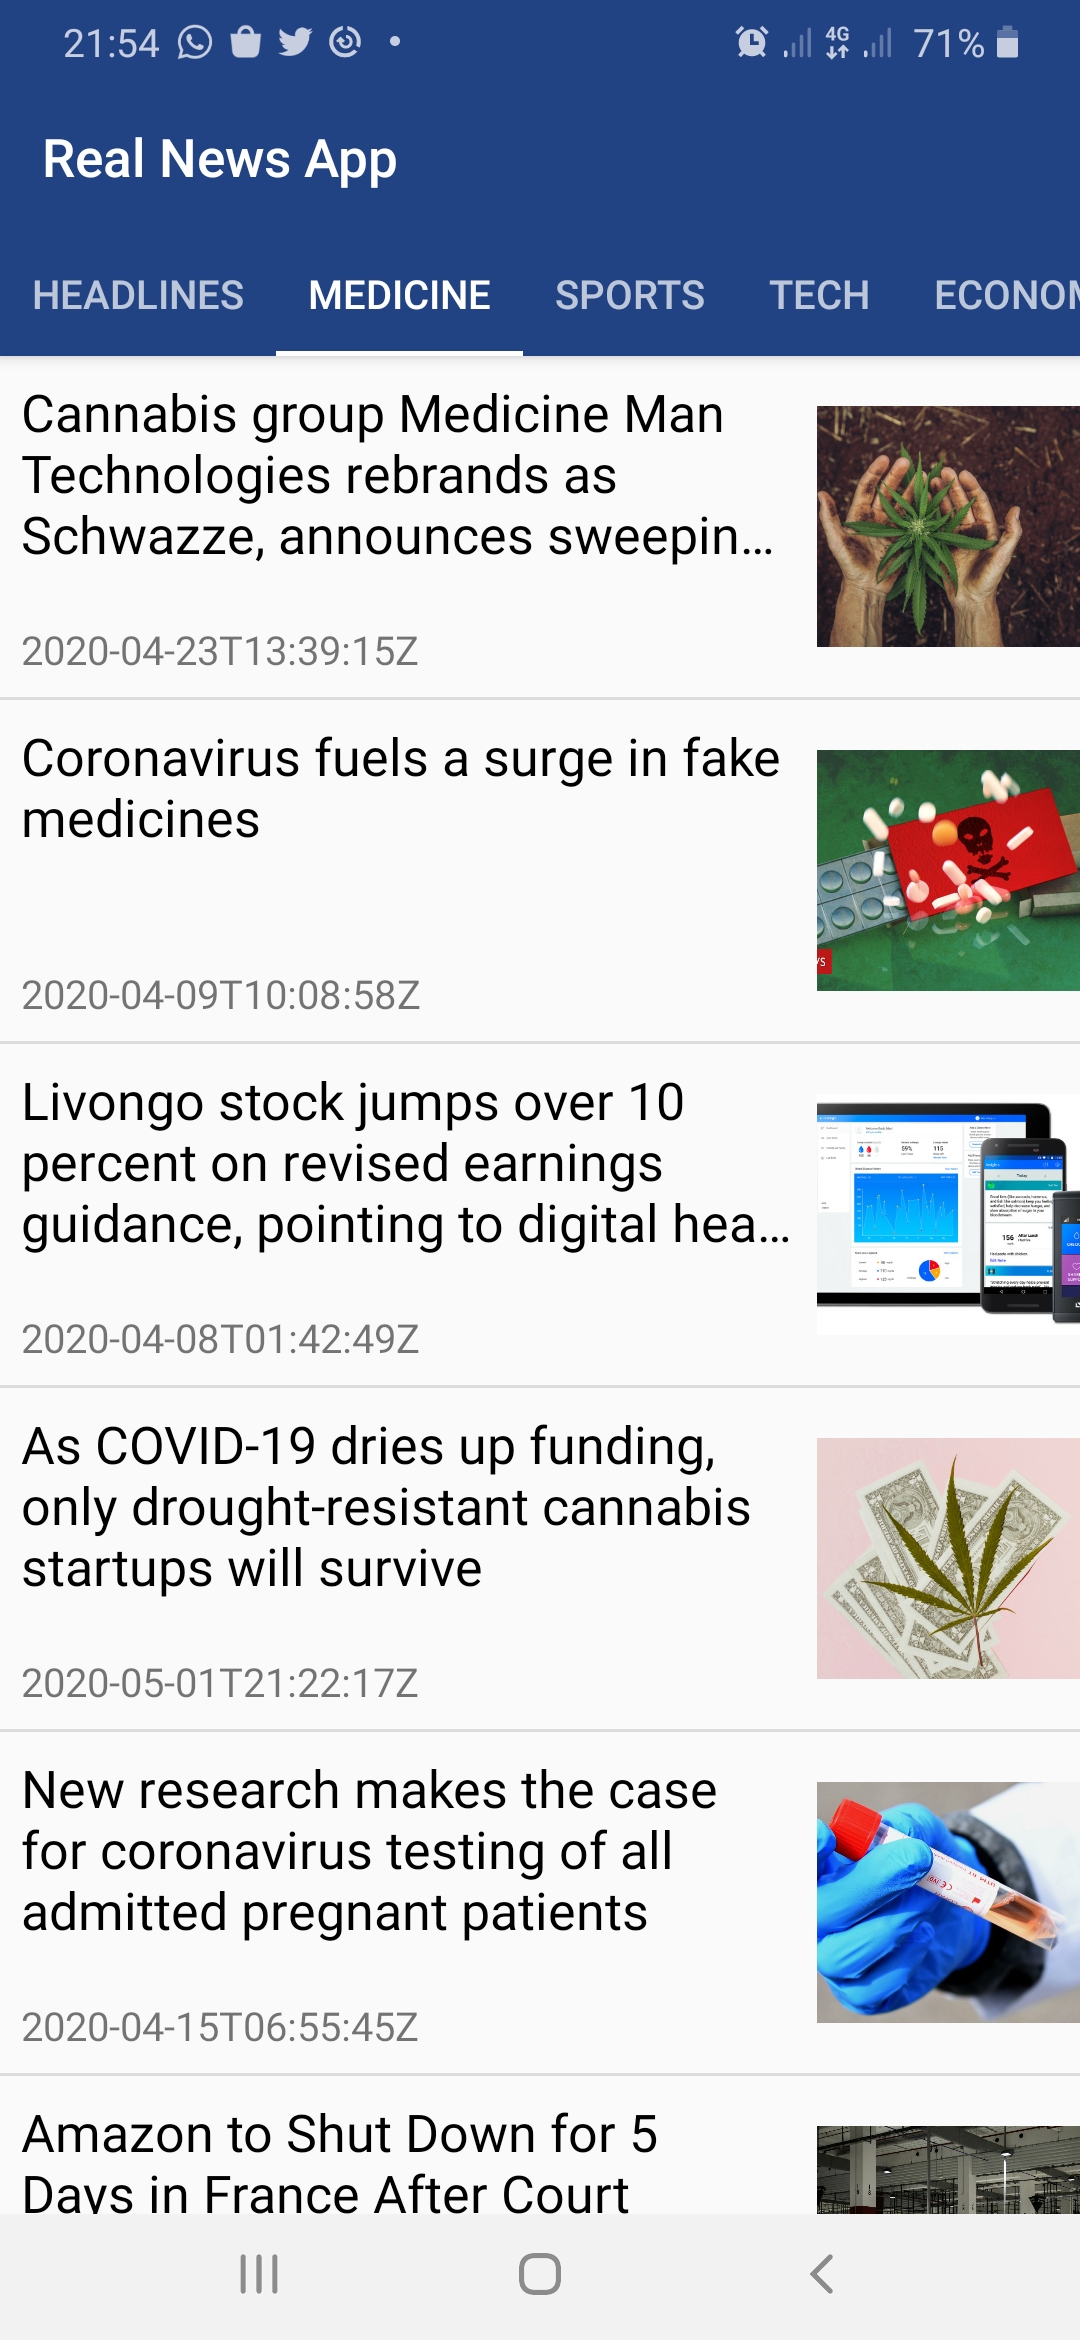 21:54
4G
71%
Real News App
HEADLINES
MEDICINE
SPORTS
TECH
ECONOM
Cannabis group Medicine Man
Technologies rebrands as
Schwazze, announces sweepin…
2020-04-23T13:39:15Z
Coronavirus fuels a surge in fake
medicines
2020-04-09T10:08:58Z
Livongo stock jumps over 10
percent on revised earnings
guidance, pointing to digital hea…
2020-04-08T01:42:49Z
As COVID-19 dries up funding,
only drought-resistant cannabis
startups will survive
2020-05-01T21:22:17Z
New research makes the case
for coronavirus testing of all
admitted pregnant patients
2020-04-15T06:55:45Z
Amazon to Shut Down for 5
Days in France After Court